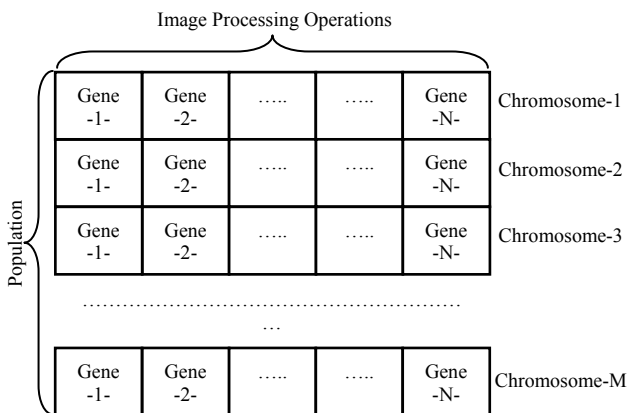 Image Processing Operations
Gene -1- Gene -2- ….. ….. Gene -N- Chromosome-1
Gene -1- Gene -2- ….. ….. Gene -N- Chromosome-2
Gene -1- Gene -2- ….. ….. Gene -N- Chromosome-3
Population
……………………………………………………
…
Gene -1- Gene -2- ….. ….. Gene -N- Chromosome-M